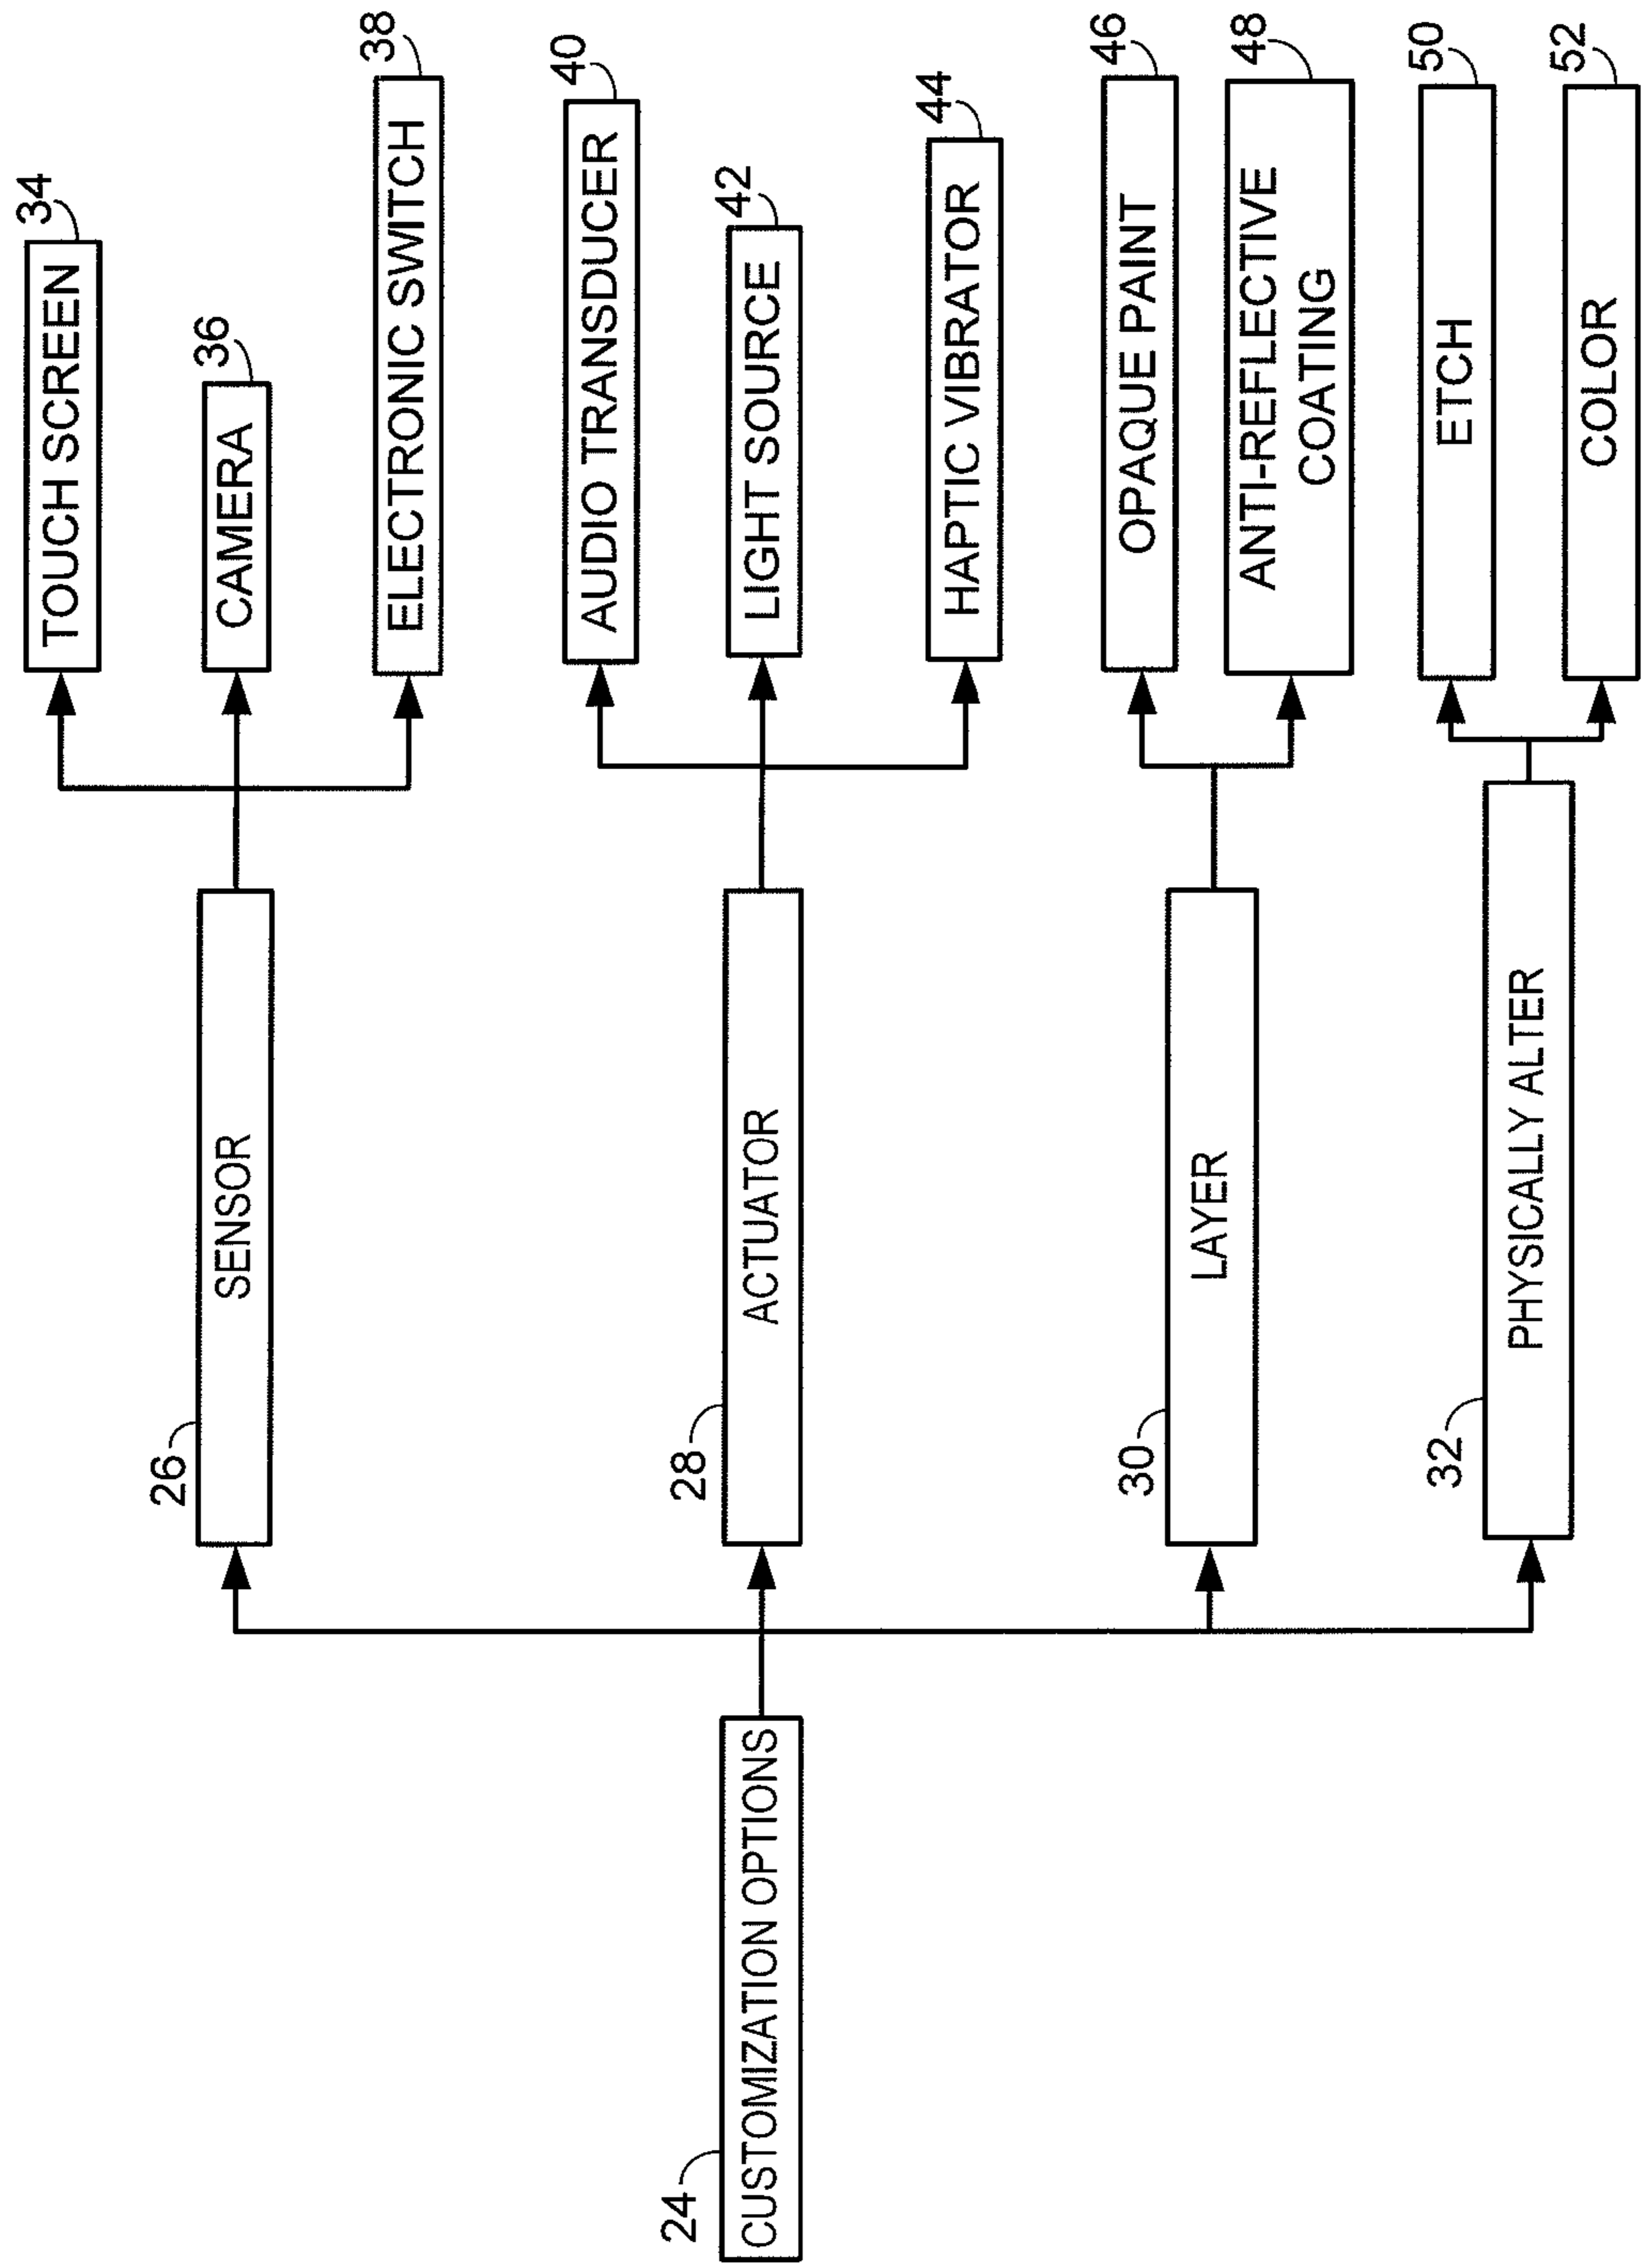 24
CUSTOMIZATION OPTIONS
26
SENSOR
34
TOUCH SCREEN
36
CAMERA
38
ELECTRONIC SWITCH
28
ACTUATOR
40
AUDIO TRANSDUCER
42
LIGHT SOURCE
44
HAPTIC VIBRATOR
30
LAYER
46
OPAQUE PAINT
48
ANTI-REFLECTIVE
COATING
32
PHYSICALLY ALTER
50
ETCH
52
COLOR